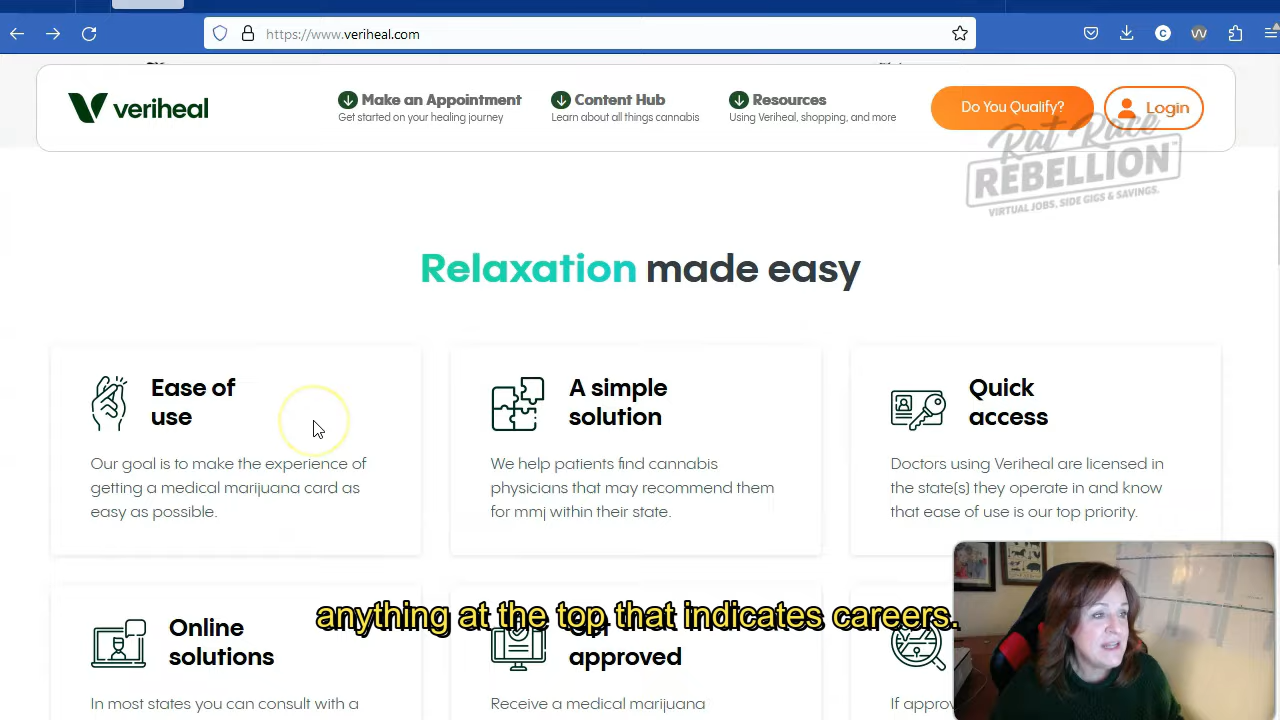 https://www.veriheal.com
veriheal
Make an Appointment
Get started on your healing journey
Content Hub
Learn about all things cannabis
Resources
Using Veriheal, shopping, and more
Do You Qualify?
Login
Rat Race
REBELLION™
VIRTUAL JOBS, SIDE GIGS & SAVINGS.
Relaxation made easy
Ease of
use
Our goal is to make the experience of
getting a medical marijuana card as
easy as possible.
A simple
solution
We help patients find cannabis
physicians that may recommend them
for mmj within their state.
Quick
access
Doctors using Veriheal are licensed in
the state(s) they operate in and know
that ease of use is our top priority.
anything at the top that indicates careers.
Online
solutions
In most states you can consult with a
approved
Receive a medical marijuana
If